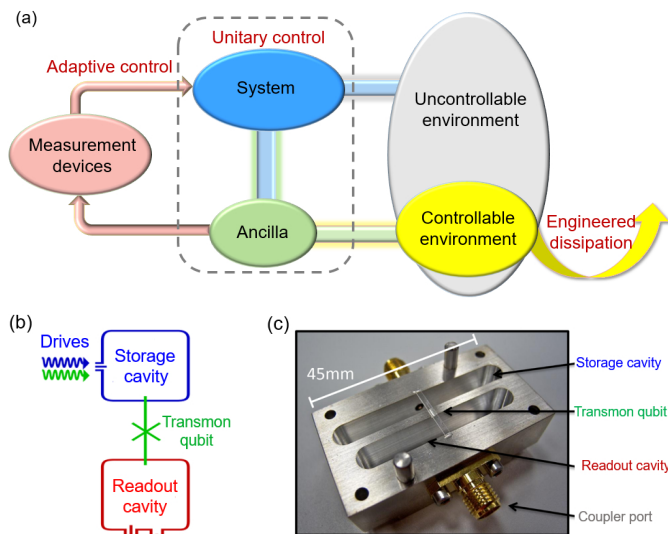 (a)
Unitary control
Adaptive control
System
Uncontrollable
environment
Measurement
devices
Ancilla
Controllable
environment
Engineered
dissipation
(b)
Drives
Storage
cavity
Transmon
qubit
Readout
cavity
(c)
45mm
Storage cavity
Transmon qubit
Readout cavity
Coupler port